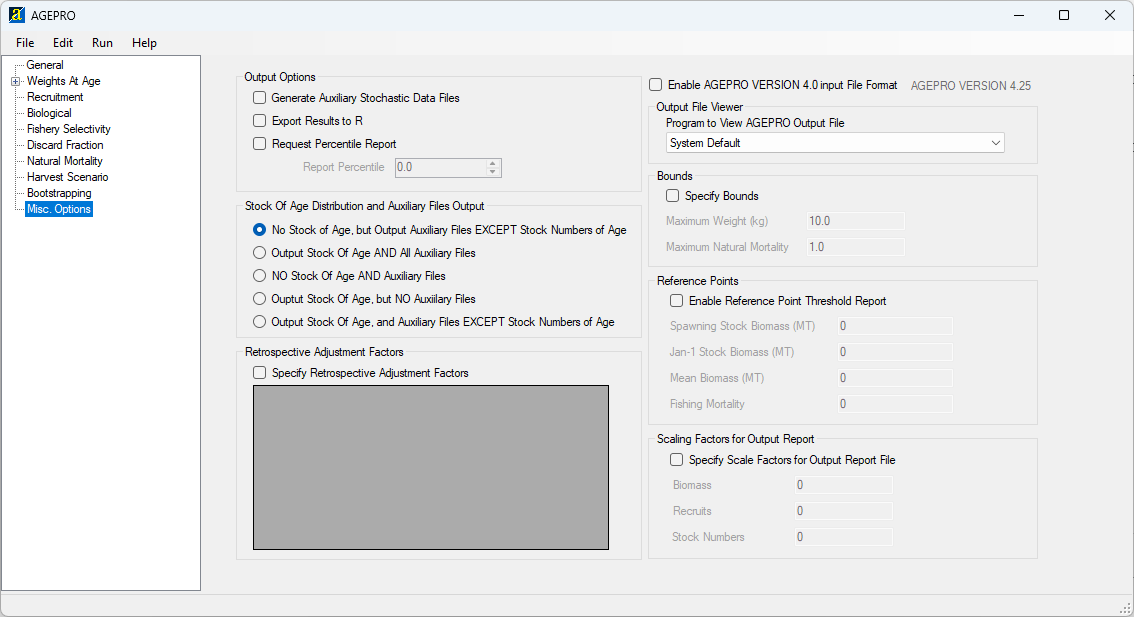 AGEPRO
File Edit Run Help
General
Weights At Age
Recruitment
Biological
Fishery Selectivity
Discard Fraction
Natural Mortality
Harvest Scenario
Bootstrapping
Misc. Options
Output Options
Generate Auxiliary Stochastic Data Files
Export Results to R
Request Percentile Report
Report Percentile 0.0
Stock Of Age Distribution and Auxiliary Files Output
No Stock of Age, but Output Auxiliary Files EXCEPT Stock Numbers of Age
Output Stock Of Age AND All Auxiliary Files
NO Stock Of Age AND Auxiliary Files
Ouptut Stock Of Age, but NO Auxiilary Files
Output Stock Of Age, and Auxiliary Files EXCEPT Stock Numbers of Age
Retrospective Adjustment Factors
Specify Retrospective Adjustment Factors
Enable AGEPRO VERSION 4.0 input File Format AGEPRO VERSION 4.25
Output File Viewer
Program to View AGEPRO Output File
System Default
Bounds
Specify Bounds
Maximum Weight (kg) 10.0
Maximum Natural Mortality 1.0
Reference Points
Enable Reference Point Threshold Report
Spawning Stock Biomass (MT) 0
Jan-1 Stock Biomass (MT) 0
Mean Biomass (MT) 0
Fishing Mortality 0
Scaling Factors for Output Report
Specify Scale Factors for Output Report File
Biomass 0
Recruits 0
Stock Numbers 0